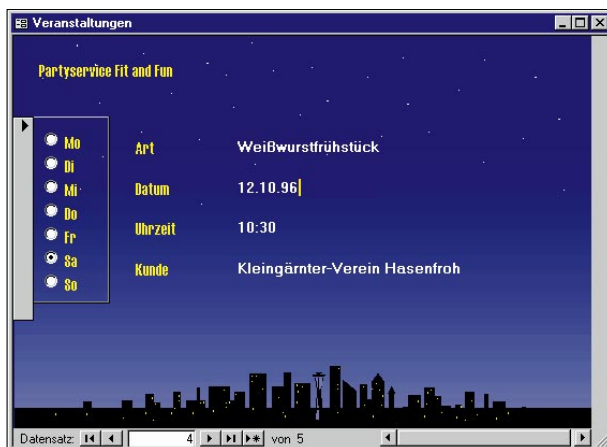 Veranstaltungen
Partyservice Fit and Fun
Mo
Di
Mi
Do
Fr
Sa
So
Art Weißwurstfrühstück
Datum 12.10.96
Uhrzeit 10:30
Kunde Kleingärnter-Verein Hasenfroh
Datensatz: 4 von 5